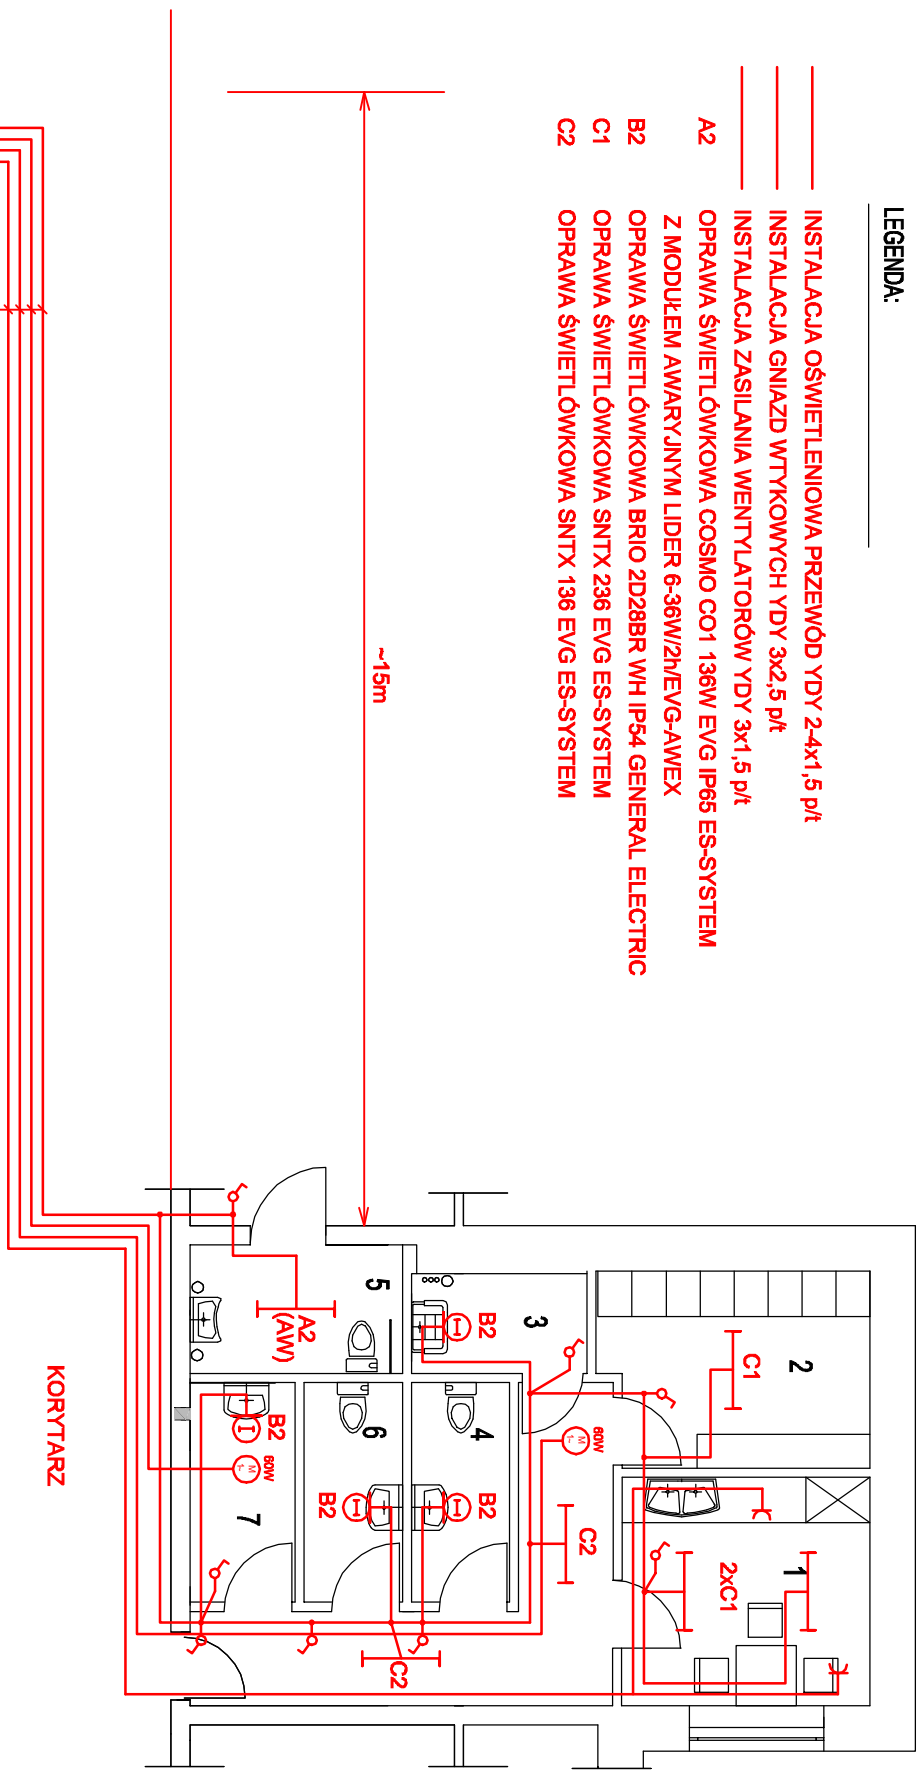 LEGENDA:
INSTALACJA OŚWIETLENIOWA PRZEWÓD YDY 2-4x1,5 p/t
INSTALACJA GNIAZD WTYKOWYCH YDY 3x2,5 p/t
INSTALACJA ZASILANIA WENTYLATORÓW YDY 3x1,5 p/t
A2 OPRAWA ŚWIETLÓWKOWA COSMO CO1 136W EVG IP65 ES-SYSTEM
Z MODUŁEM AWARYJNYM LIDER 6-36W/2h/EVG-AWEX
B2 OPRAWA ŚWIETLÓWKOWA BRIO 2D28BR WH IP54 GENERAL ELECTRIC
C1 OPRAWA ŚWIETLÓWKOWA SNTX 236 EVG ES-SYSTEM
C2 OPRAWA ŚWIETLÓWKOWA SNTX 136 EVG ES-SYSTEM
~15m
2
C1
1
2xC1
3
B2
60W
M
1~
C2
4
B2
5
A2
(AW)
6
B2
C2
B2
60W
M
1~
7
KORYTARZ